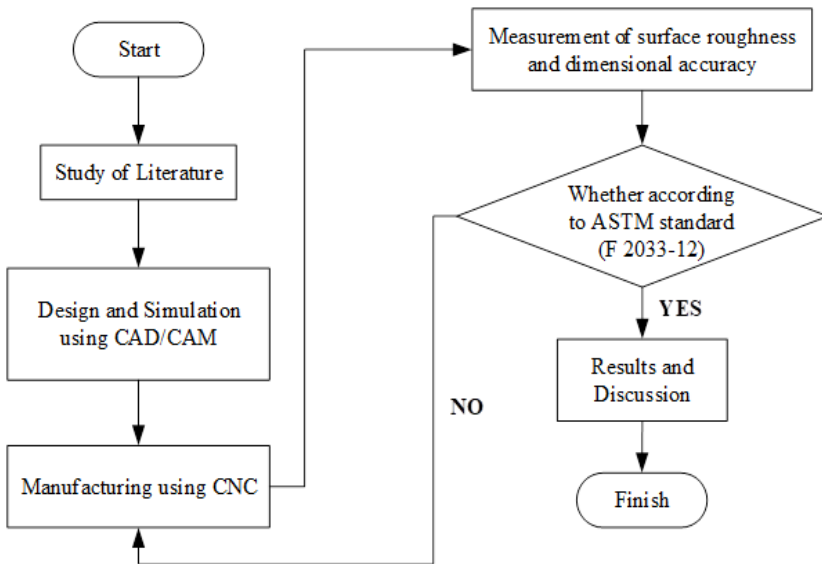 Start
Study of Literature
Design and Simulation
using CAD/CAM
Manufacturing using CNC
Measurement of surface roughness
and dimensional accuracy
Whether according
to ASTM standard
(F 2033-12)
YES
NO
Results and
Discussion
Finish